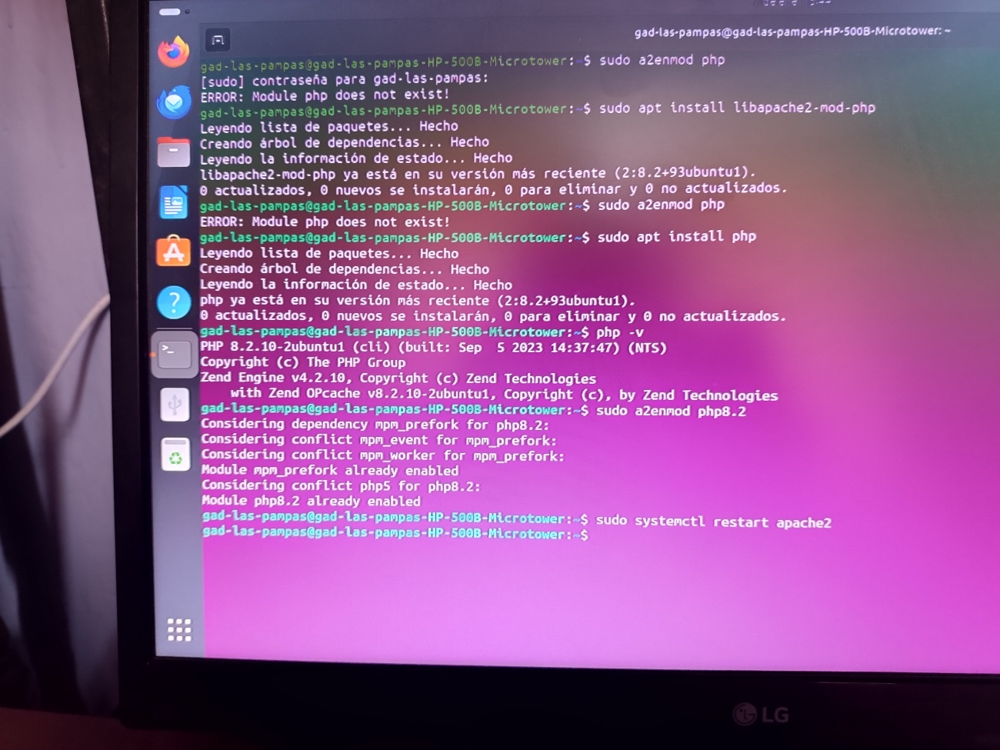 gad-las-pampas@gad-las-pampas-HP-500B-Microtower: ~
gad-las-pampas@gad-las-pampas-HP-500B-Microtower:~$ sudo a2enmod php
[sudo] contraseña para gad-las-pampas:
ERROR: Module php does not exist!
gad-las-pampas@gad-las-pampas-HP-500B-Microtower:~$ sudo apt install libapache2-mod-php
Leyendo lista de paquetes... Hecho
Creando árbol de dependencias... Hecho
Leyendo la información de estado... Hecho
libapache2-mod-php ya está en su versión más reciente (2:8.2+93ubuntu1).
0 actualizados, 0 nuevos se instalarán, 0 para eliminar y 0 no actualizados.
gad-las-pampas@gad-las-pampas-HP-500B-Microtower:~$ sudo a2enmod php
ERROR: Module php does not exist!
gad-las-pampas@gad-las-pampas-HP-500B-Microtower:~$ sudo apt install php
Leyendo lista de paquetes... Hecho
Creando árbol de dependencias... Hecho
Leyendo la información de estado... Hecho
php ya está en su versión más reciente (2:8.2+93ubuntu1).
0 actualizados, 0 nuevos se instalarán, 0 para eliminar y 0 no actualizados.
gad-las-pampas@gad-las-pampas-HP-500B-Microtower:~$ php -v
PHP 8.2.10-2ubuntu1 (cli) (built: Sep  5 2023 14:37:47) (NTS)
Copyright (c) The PHP Group
Zend Engine v4.2.10, Copyright (c) Zend Technologies
    with Zend OPcache v8.2.10-2ubuntu1, Copyright (c), by Zend Technologies
gad-las-pampas@gad-las-pampas-HP-500B-Microtower:~$ sudo a2enmod php8.2
Considering dependency mpm_prefork for php8.2:
Considering conflict mpm_event for mpm_prefork:
Considering conflict mpm_worker for mpm_prefork:
Module mpm_prefork already enabled
Considering conflict php5 for php8.2:
Module php8.2 already enabled
gad-las-pampas@gad-las-pampas-HP-500B-Microtower:~$ sudo systemctl restart apache2
gad-las-pampas@gad-las-pampas-HP-500B-Microtower:~$
LG